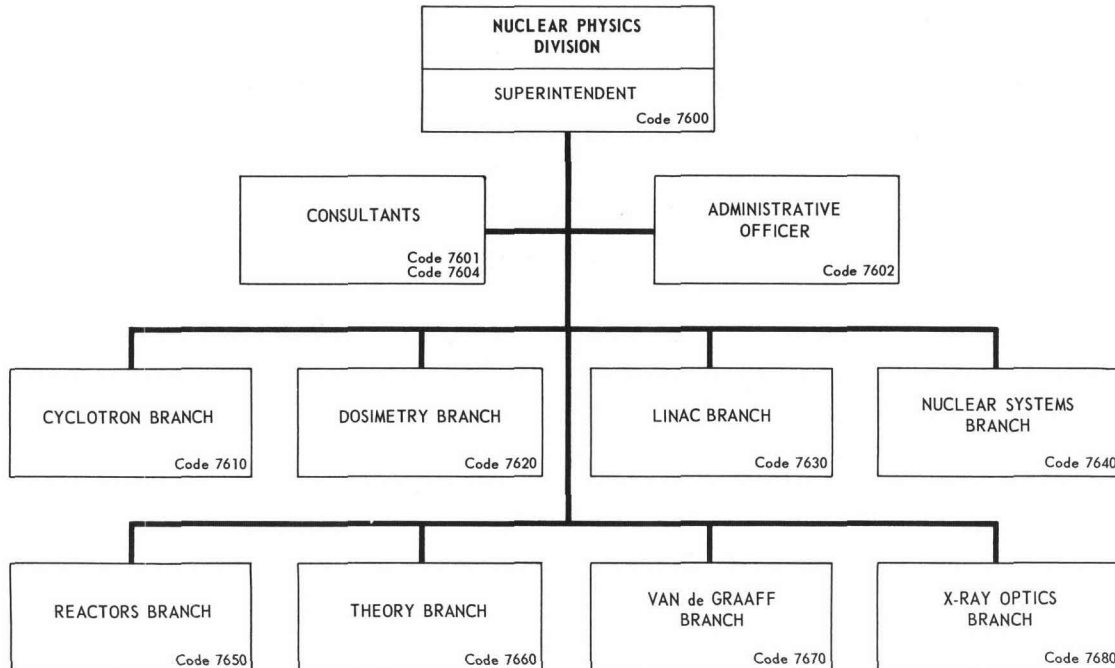 NUCLEAR PHYSICS
DIVISION
SUPERINTENDENT
Code 7600
CONSULTANTS
Code 7601
Code 7604
ADMINISTRATIVE
OFFICER
Code 7602
CYCLOTRON BRANCH
Code 7610
DOSIMETRY BRANCH
Code 7620
LINAC BRANCH
Code 7630
NUCLEAR SYSTEMS
BRANCH
Code 7640
REACTORS BRANCH
Code 7650
THEORY BRANCH
Code 7660
VAN de GRAAFF
BRANCH
Code 7670
X-RAY OPTICS
BRANCH
Code 7680